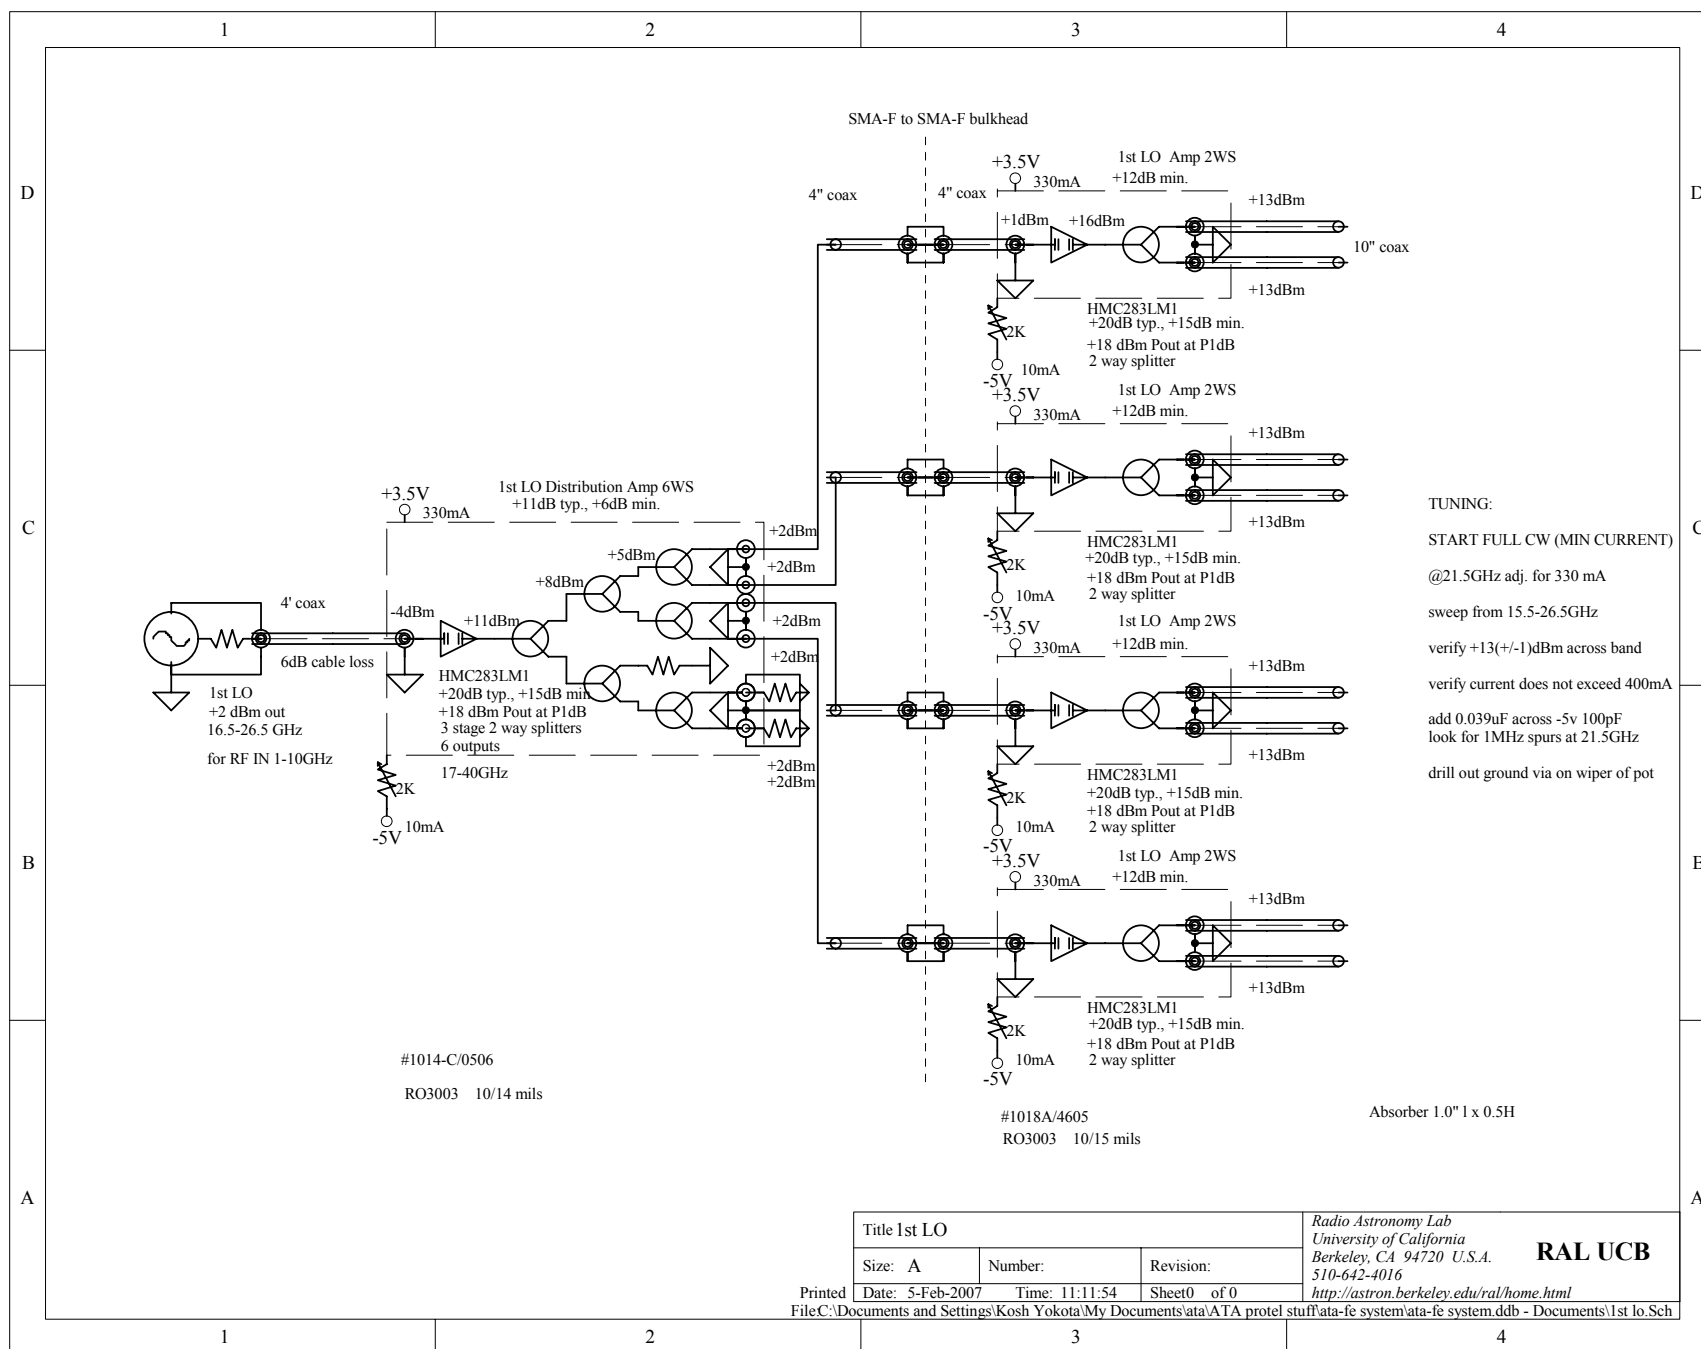 1 2 3 4
SMA-F to SMA-F bulkhead
D
D
4" coax
4" coax
+3.5V
330mA
1st LO Amp 2WS
+12dB min.
+1dBm
+16dBm
+13dBm
10" coax
+13dBm
HMC283LM1
+20dB typ., +15dB min.
+18 dBm Pout at P1dB
2 way splitter
2K
-5V
10mA
+3.5V
330mA
1st LO Amp 2WS
+12dB min.
+13dBm
+13dBm
HMC283LM1
+20dB typ., +15dB min.
+18 dBm Pout at P1dB
2 way splitter
2K
-5V
10mA
+3.5V
330mA
1st LO Amp 2WS
+12dB min.
+13dBm
+13dBm
HMC283LM1
+20dB typ., +15dB min.
+18 dBm Pout at P1dB
2 way splitter
2K
-5V
10mA
+3.5V
330mA
1st LO Amp 2WS
+12dB min.
+13dBm
+13dBm
HMC283LM1
+20dB typ., +15dB min.
+18 dBm Pout at P1dB
2 way splitter
2K
-5V
10mA
C
C
+3.5V
330mA
1st LO Distribution Amp 6WS
+11dB typ., +6dB min.
+2dBm
+2dBm
+5dBm
+8dBm
+2dBm
+2dBm
4' coax
-4dBm
+11dBm
6dB cable loss
1st LO
+2 dBm out
16.5-26.5 GHz
for RF IN 1-10GHz
HMC283LM1
+20dB typ., +15dB min
+18 dBm Pout at P1dB
3 stage 2 way splitters
6 outputs
17-40GHz
+2dBm
+2dBm
2K
-5V
10mA
TUNING:
START FULL CW (MIN CURRENT)
@21.5GHz adj. for 330 mA
sweep from 15.5-26.5GHz
verify +13(+/-1)dBm across band
verify current does not exceed 400mA
add 0.039uF across -5v 100pF
look for 1MHz spurs at 21.5GHz
drill out ground via on wiper of pot
B
B
#1014-C/0506
RO3003 10/14 mils
#1018A/4605
RO3003 10/15 mils
Absorber 1.0" l x 0.5H
A
A
Title 1st LO
Size: A
Number:
Revision:
Printed
Date: 5-Feb-2007
Time: 11:11:54
Sheet0 of 0
Radio Astronomy Lab
University of California
Berkeley, CA 94720 U.S.A.
510-642-4016
http://astron.berkeley.edu/ral/home.html
RAL UCB
File:C:\Documents and Settings\Kosh Yokota\My Documents\ata\ATA protel stuff\ata-fe system\ata-fe system.ddb - Documents\1st lo.Sch
1 2 3 4